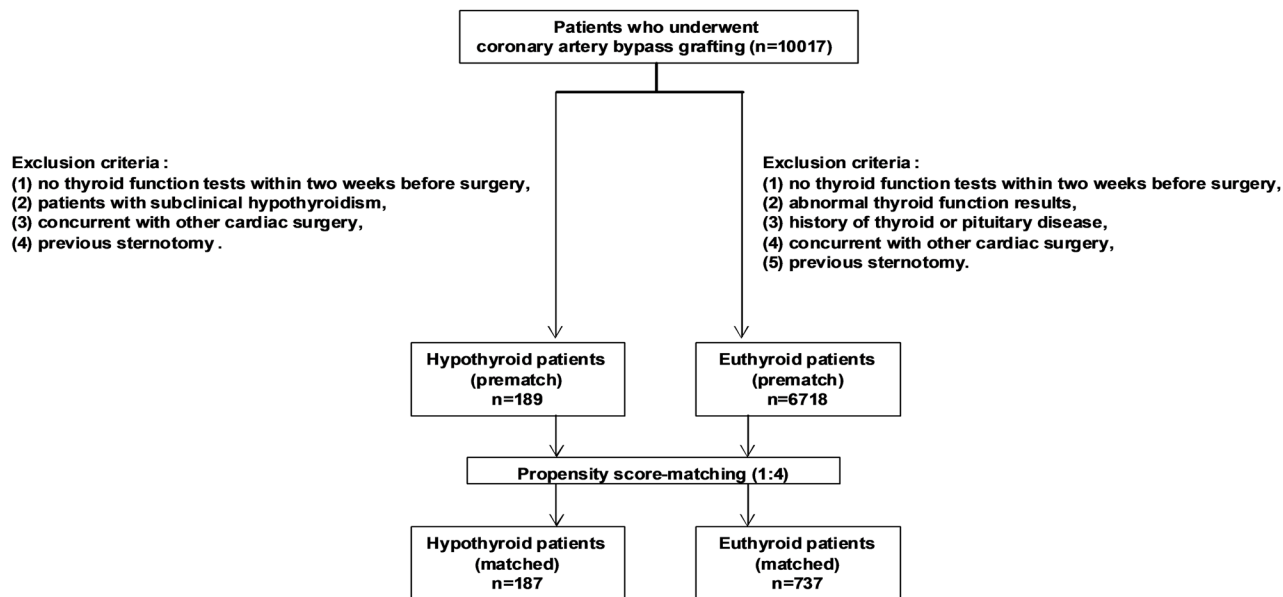 Patients who underwent
coronary artery bypass grafting (n=10017)
Exclusion criteria :
(1) no thyroid function tests within two weeks before surgery,
(2) patients with subclinical hypothyroidism,
(3) concurrent with other cardiac surgery,
(4) previous sternotomy .
Exclusion criteria :
(1) no thyroid function tests within two weeks before surgery,
(2) abnormal thyroid function results,
(3) history of thyroid or pituitary disease,
(4) concurrent with other cardiac surgery,
(5) previous sternotomy.
Hypothyroid patients
(prematch)
n=189
Euthyroid patients
(prematch)
n=6718
Propensity score-matching (1:4)
Hypothyroid patients
(matched)
n=187
Euthyroid patients
(matched)
n=737